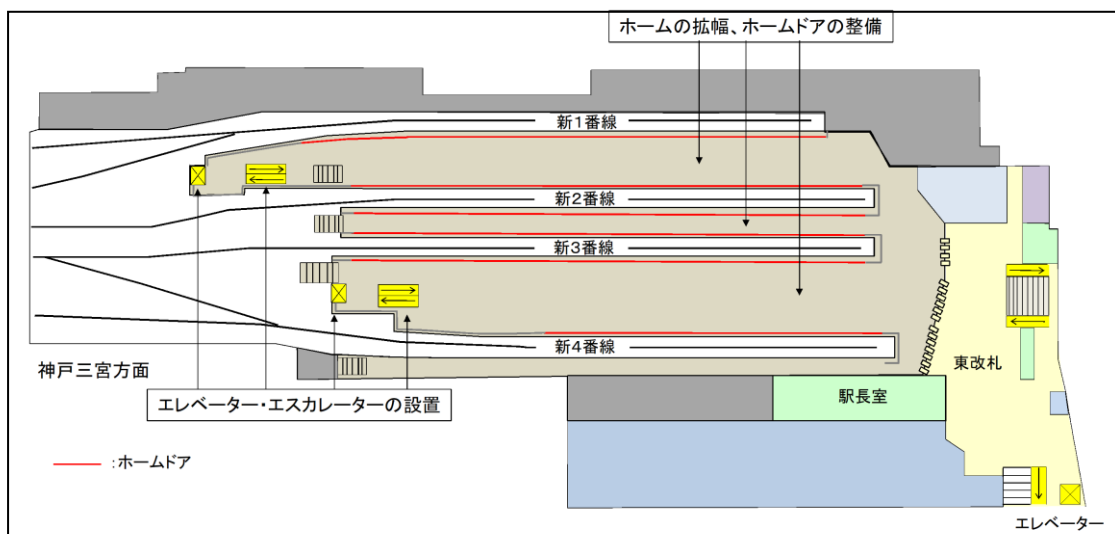 ホームの拡幅、ホームドアの整備
新1番線
新2番線
新3番線
新4番線
神戸三宮方面
エレベーター・エスカレーターの設置
東改札
駅長室
:ホームドア
エレベーター